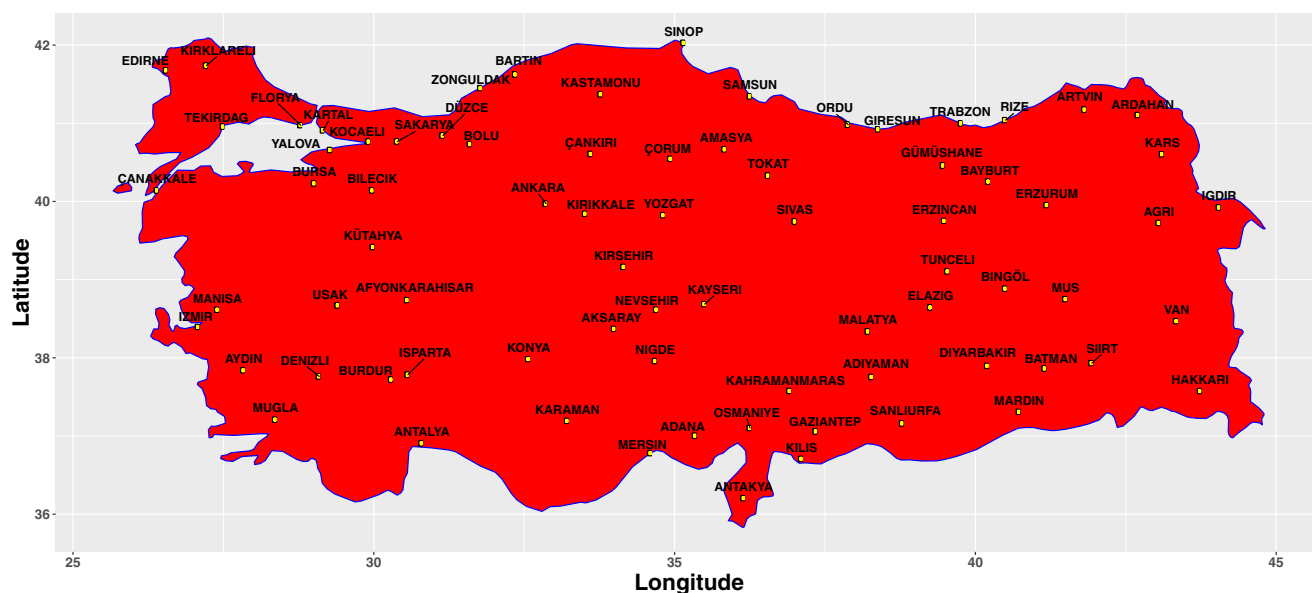 SINOP
42
KIRKLARELI
EDIRNE
BARTIN
ZONGULDAK
KASTAMONU
SAMSUN
FLORYA
DÜZCE
ORDU
TRABZON
RIZE
ARTVIN
ARDAHAN
TEKIRDAG
KARTAL
KOCAELI
SAKARYA
BOLU
GIRESUN
YALOVA
ÇANKIRI
ÇORUM
AMASYA
KARS
TOKAT
GÜMÜSHANE
BAYBURT
ÇANAKKALE
BURSA
BILECIK
ANKARA
KIRIKKALE
YOZGAT
SIVAS
ERZINCAN
ERZURUM
IGDIR
AGRI
40
KÜTAHYA
KIRSEHIR
TUNCELI
BINGÖL
MANISA
USAK
AFYONKARAHISAR
NEVSEHIR
KAYSERI
ELAZIG
MUS
IZMIR
AKSARAY
MALATYA
VAN
38
AYDIN
DENIZLI
BURDUR
ISPARTA
KONYA
NIGDE
ADIYAMAN
DIYARBAKIR
BATMAN
SIIRT
KAHRAMANMARAS
HAKKARI
MUGLA
KARAMAN
OSMANIYE
GAZIANTEP
SANLIURFA
MARDIN
ANTALYA
MERSIN
ADANA
KILIS
ANTAKYA
36
25
30
35
40
45
Latitude
Longitude